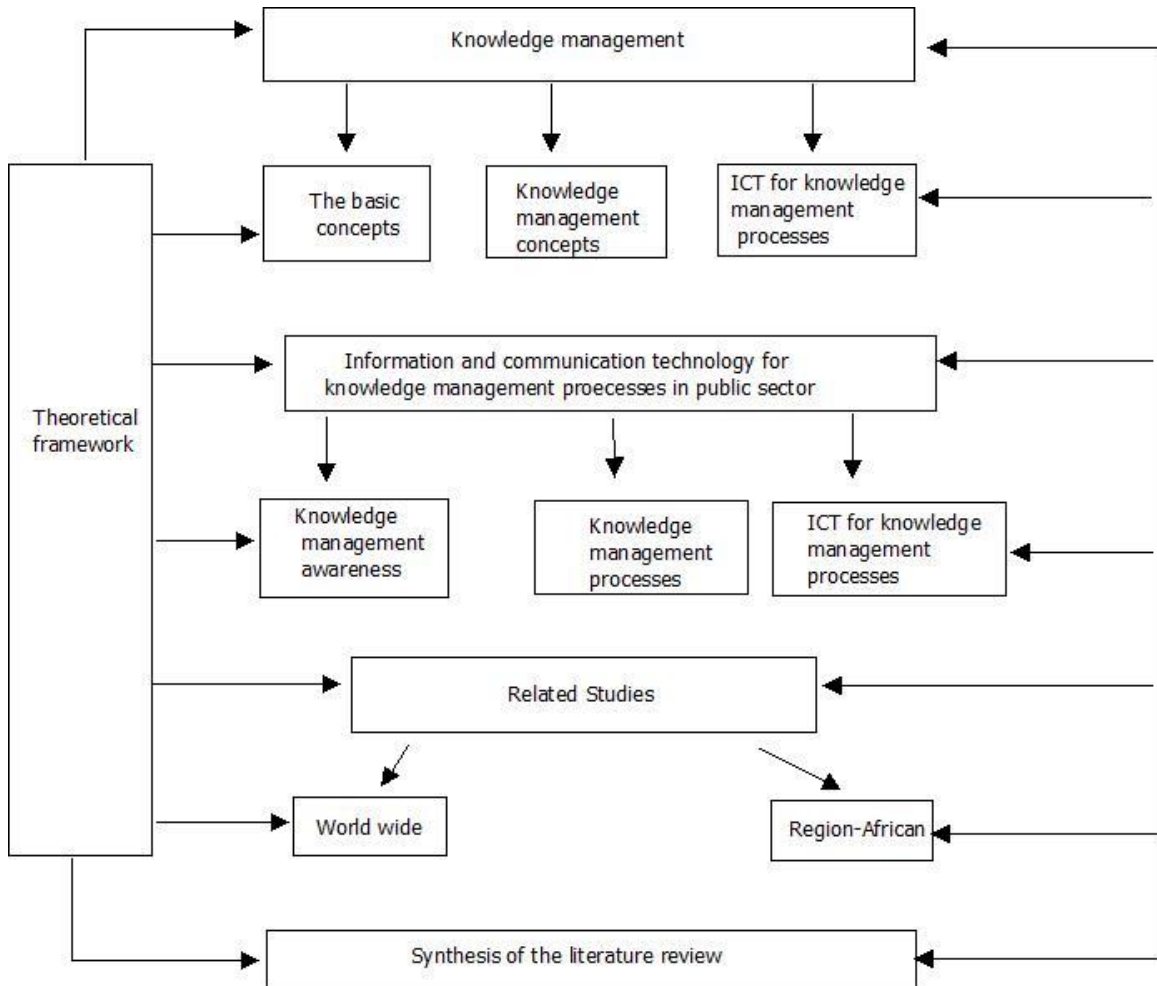 Knowledge management
The basic
concepts
Knowledge
management
concepts
ICT for knowledge
management
processes
Information and communication technology for
knowledge management proecesses in public sector
Theoretical
framework
Knowledge
management
awareness
Knowledge
management
processes
ICT for knowledge
management
processes
Related Studies
World wide
Region-African
Synthesis of the literature review